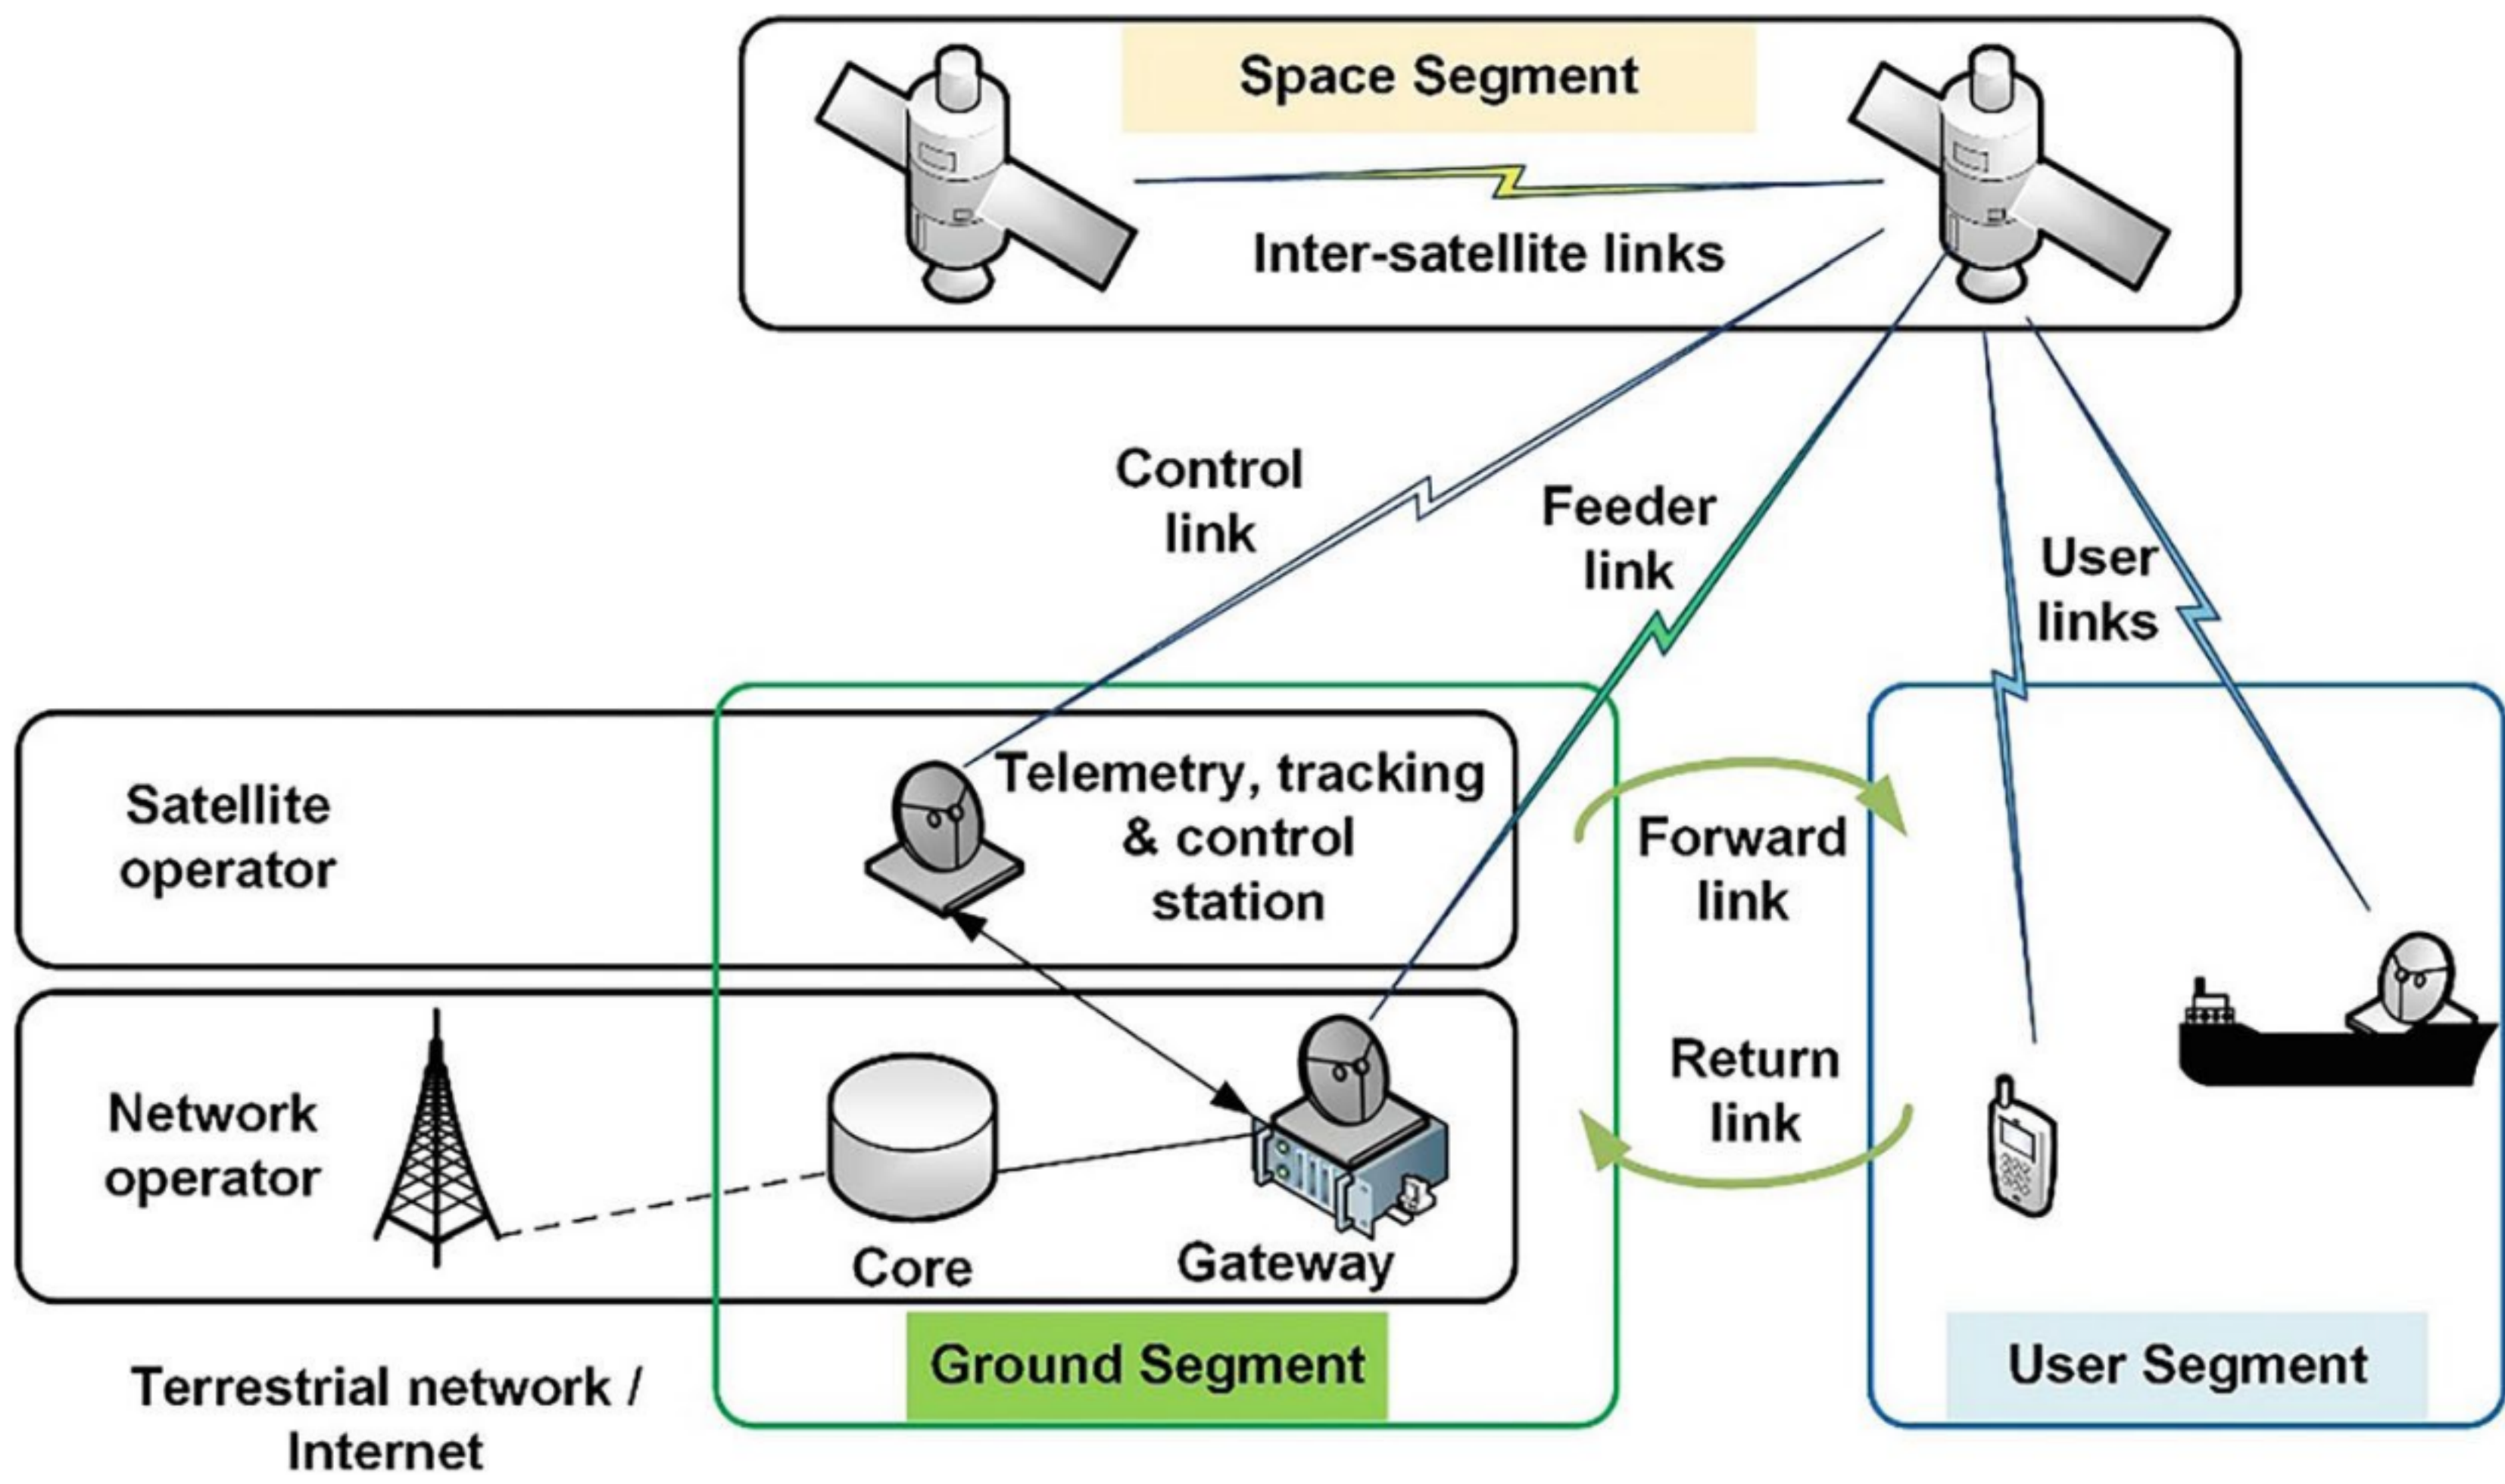 Space Segment
Inter-satellite links
Control
link
Feeder
link
User
links
Satellite
operator
Telemetry, tracking
& control
station
Forward
link
Network
operator
Return
link
Core
Gateway
Ground Segment
User Segment
Terrestrial network /
Internet